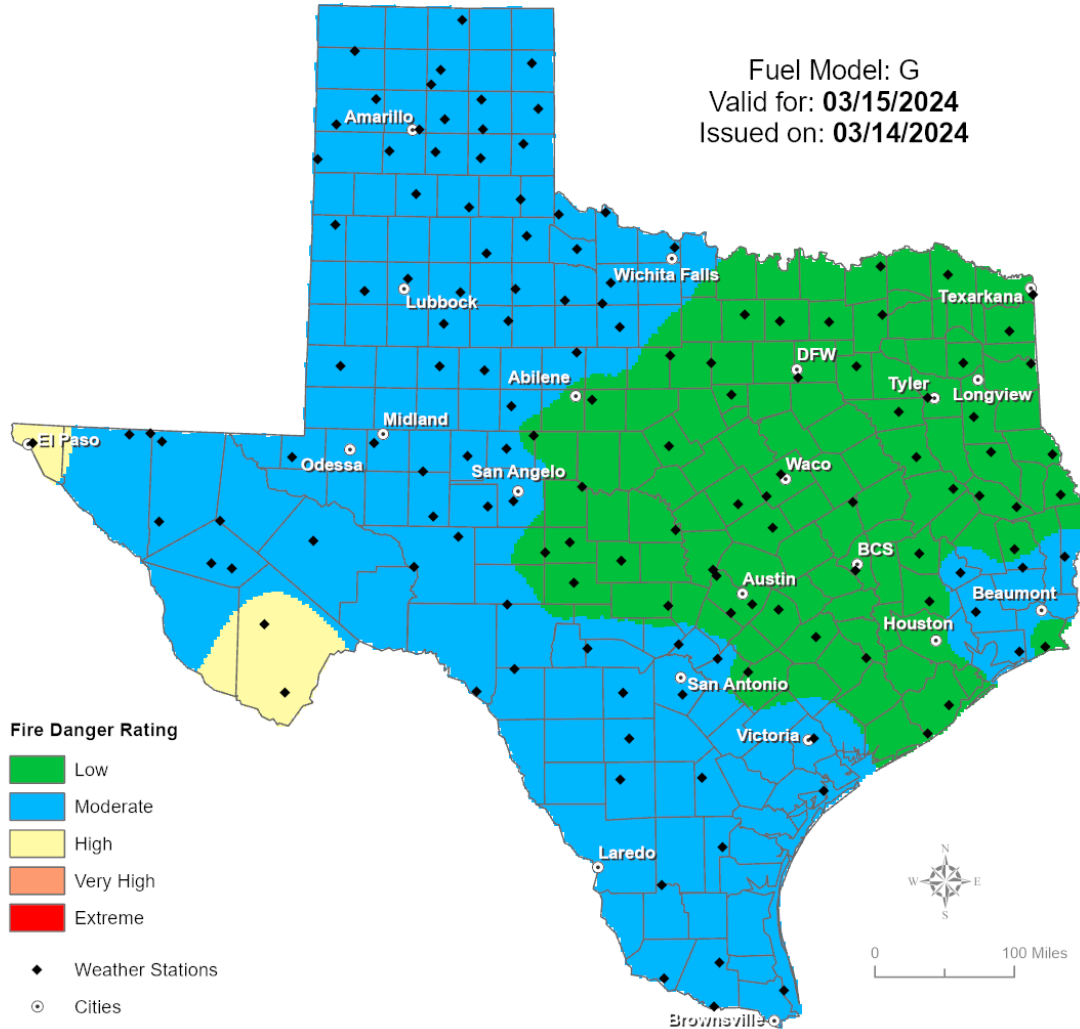 Fuel Model: G
Valid for: 03/15/2024
Issued on: 03/14/2024
Amarillo
Wichita Falls
Lubbock
Texarkana
DFW
Abilene
Tyler
Longview
Midland
El Paso
Odessa
San Angelo
Waco
BCS
Austin
Beaumont
Houston
San Antonio
Victoria
Laredo
Brownsville
Fire Danger Rating
Low
Moderate
High
Very High
Extreme
Weather Stations
Cities
N
W E
S
0 100 Miles